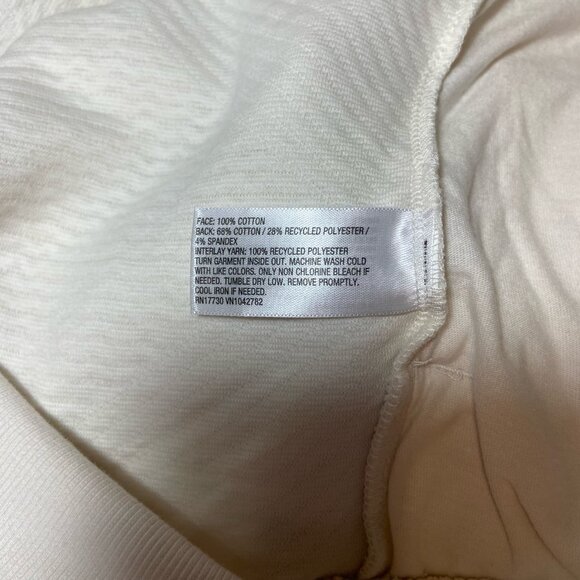 FACE: 100% COTTON
BACK: 68% COTTON / 28% RECYCLED POLYESTER /
4% SPANDEX
INTERLAY YARN: 100% RECYCLED POLYESTER
TURN GARMENT INSIDE OUT. MACHINE WASH COLD
WITH LIKE COLORS. ONLY NON CHLORINE BLEACH IF
NEEDED. TUMBLE DRY LOW. REMOVE PROMPTLY.
COOL IRON IF NEEDED.
RN17730 VN1042782